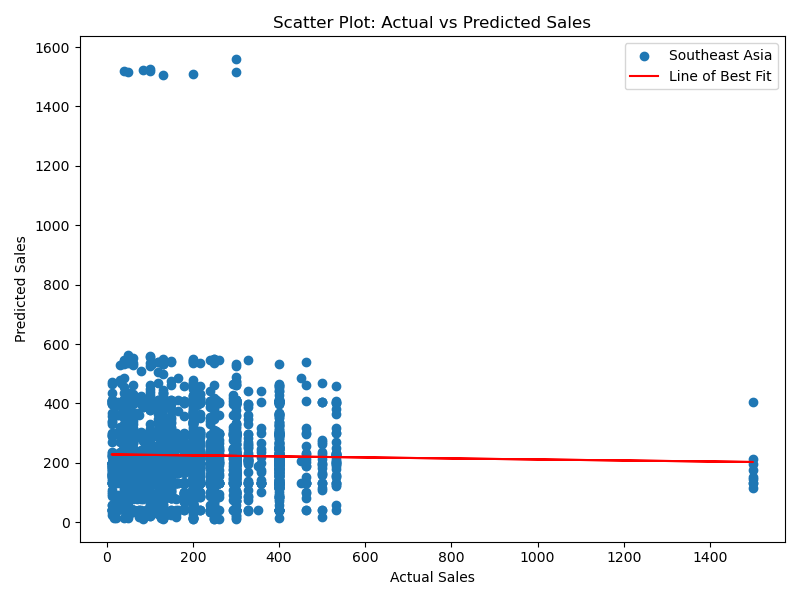 Scatter Plot: Actual vs Predicted Sales
Southeast Asia
Line of Best Fit
1600
1400
1200
1000
800
600
400
200
0
Predicted Sales
0 200 400 600 800 1000 1200 1400
Actual Sales